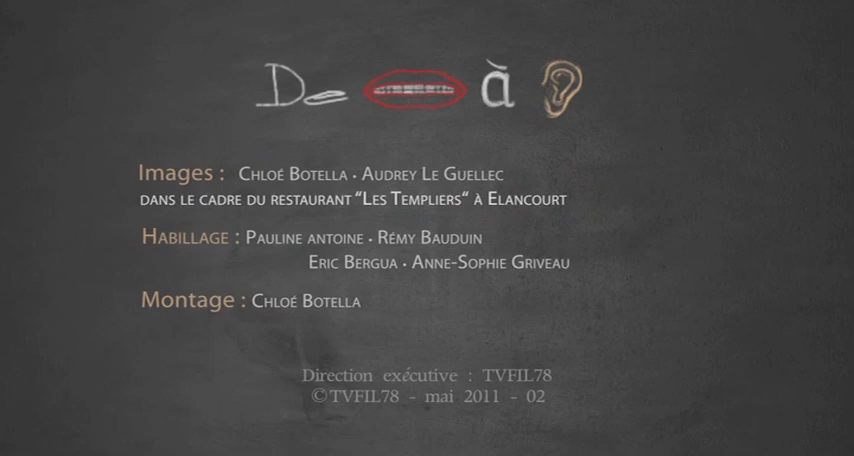 De à
Images : Chloé Botella • Audrey Le Guellec
dans le cadre du restaurant “Les Templiers“ à Elancourt
Habillage : Pauline antoine • Rémy Bauduin
Eric Bergua • Anne-Sophie Griveau
Montage : Chloé Botella
Direction exécutive : TVFIL78
©TVFIL78 - mai 2011 - 02